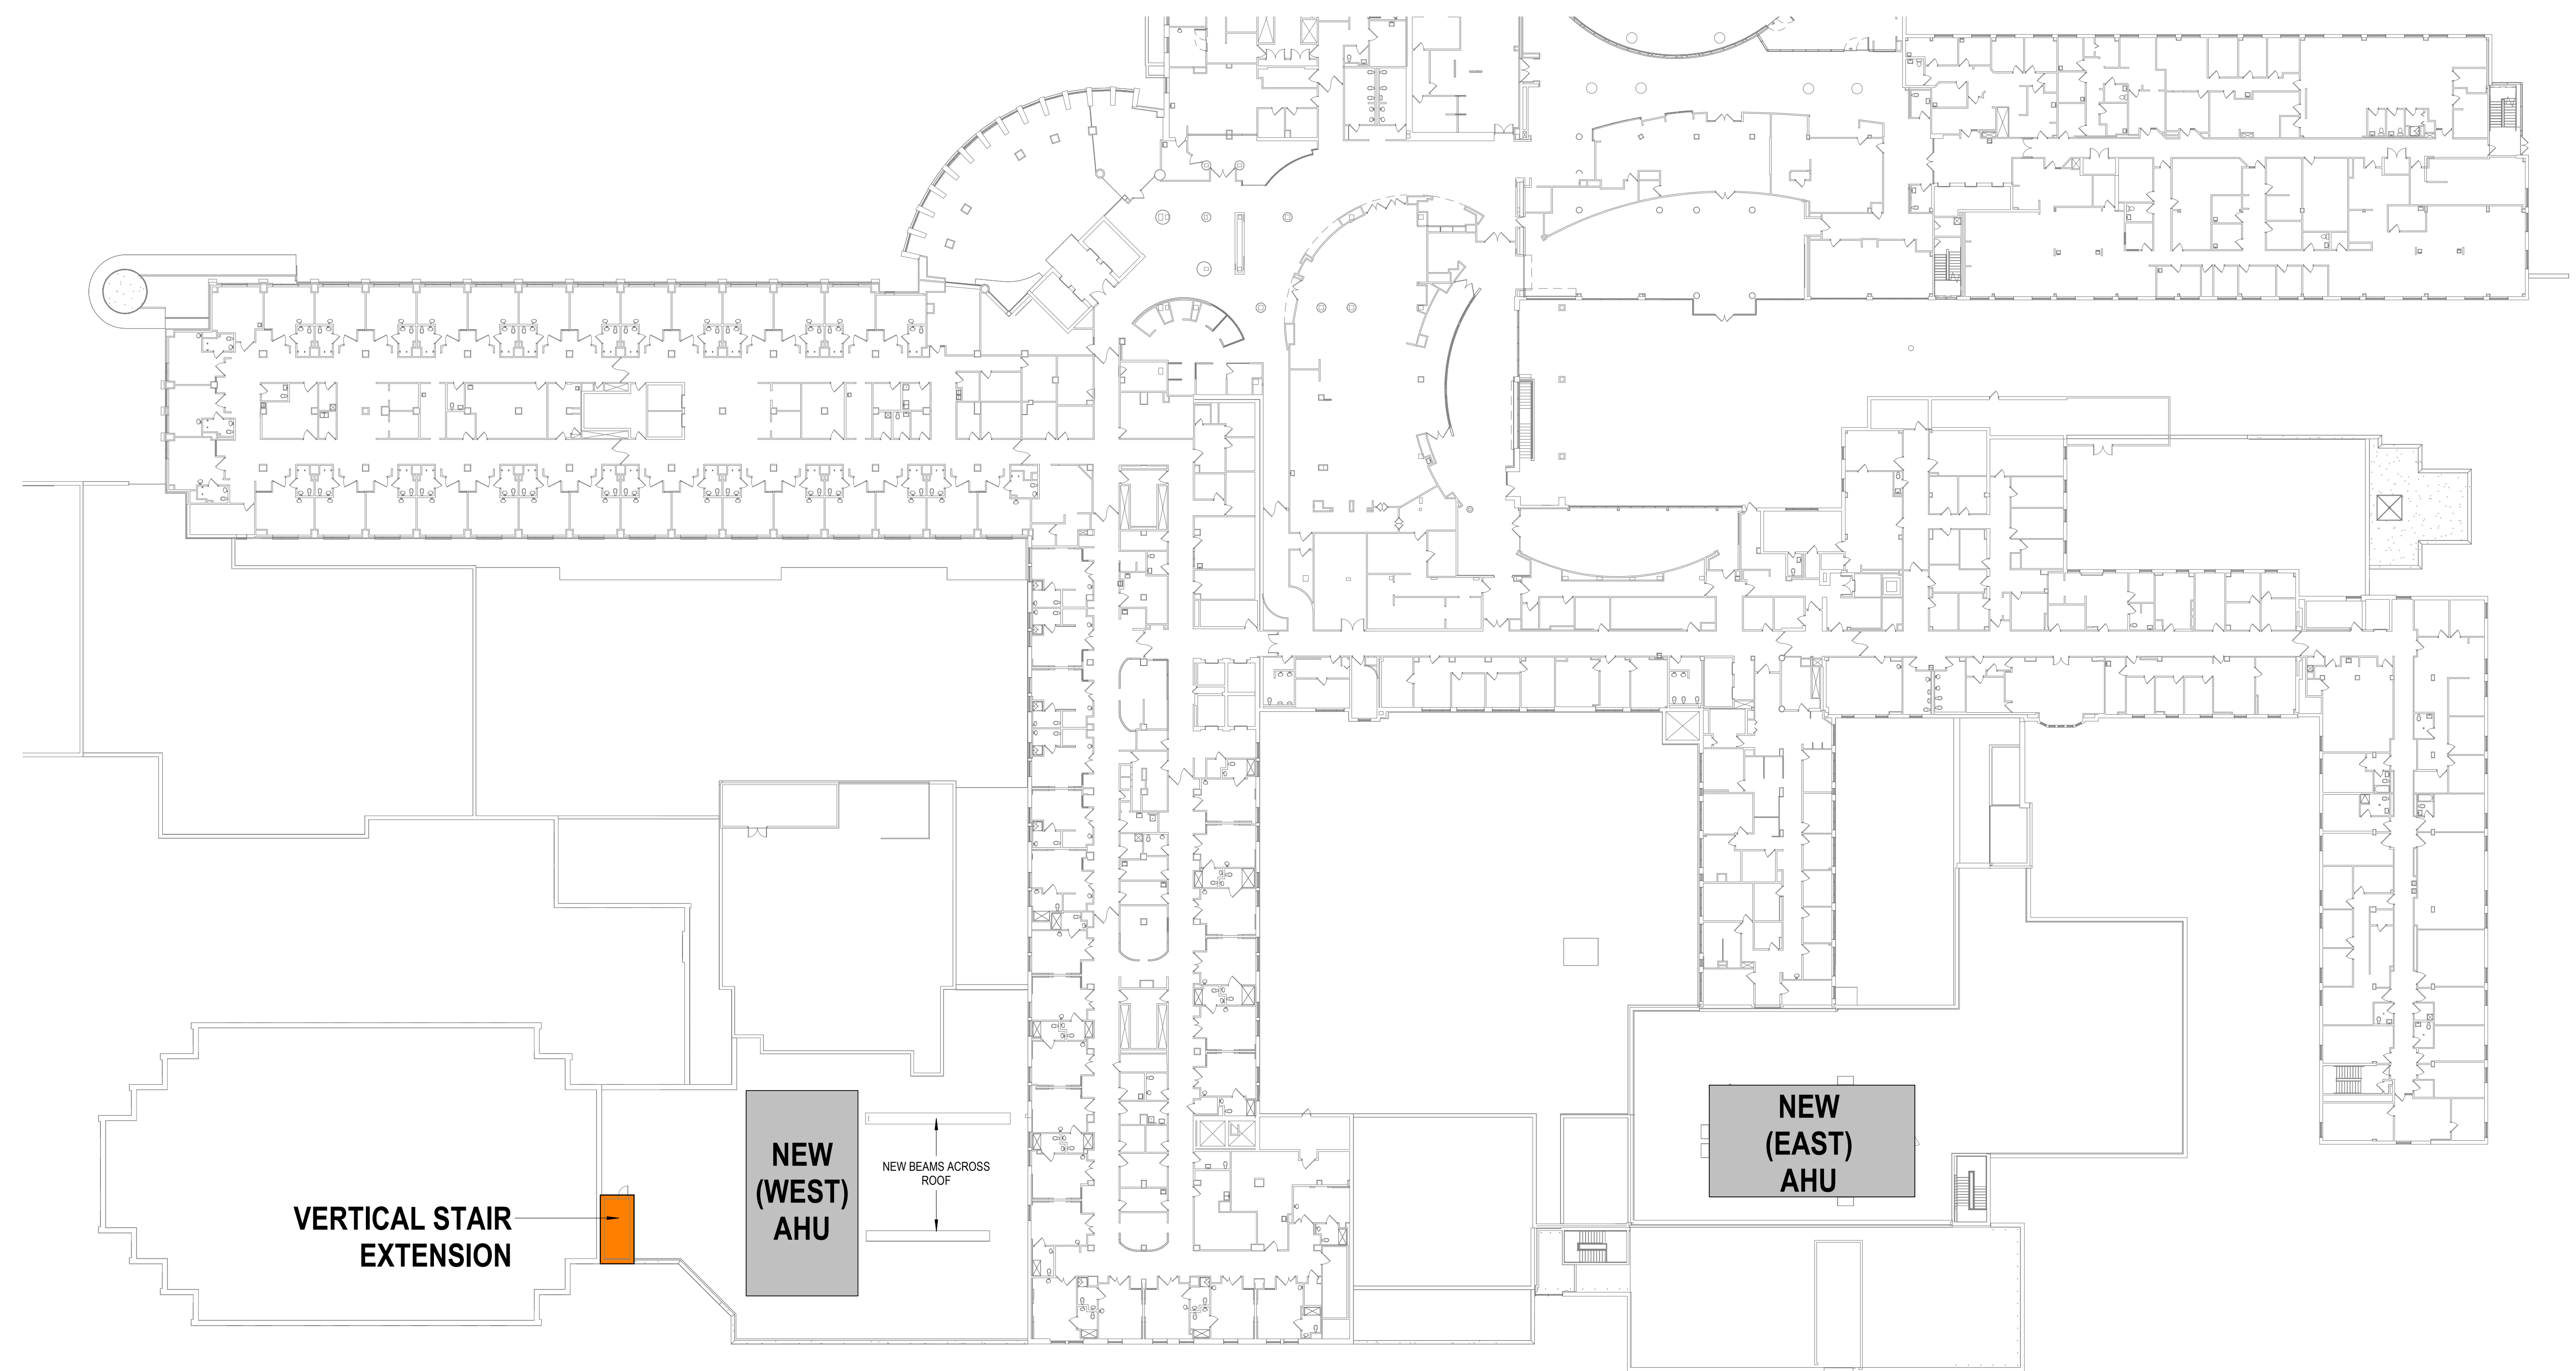 NEW
(WEST)
AHU
NEW BEAMS ACROSS
ROOF
VERTICAL STAIR
EXTENSION
NEW
(EAST)
AHU